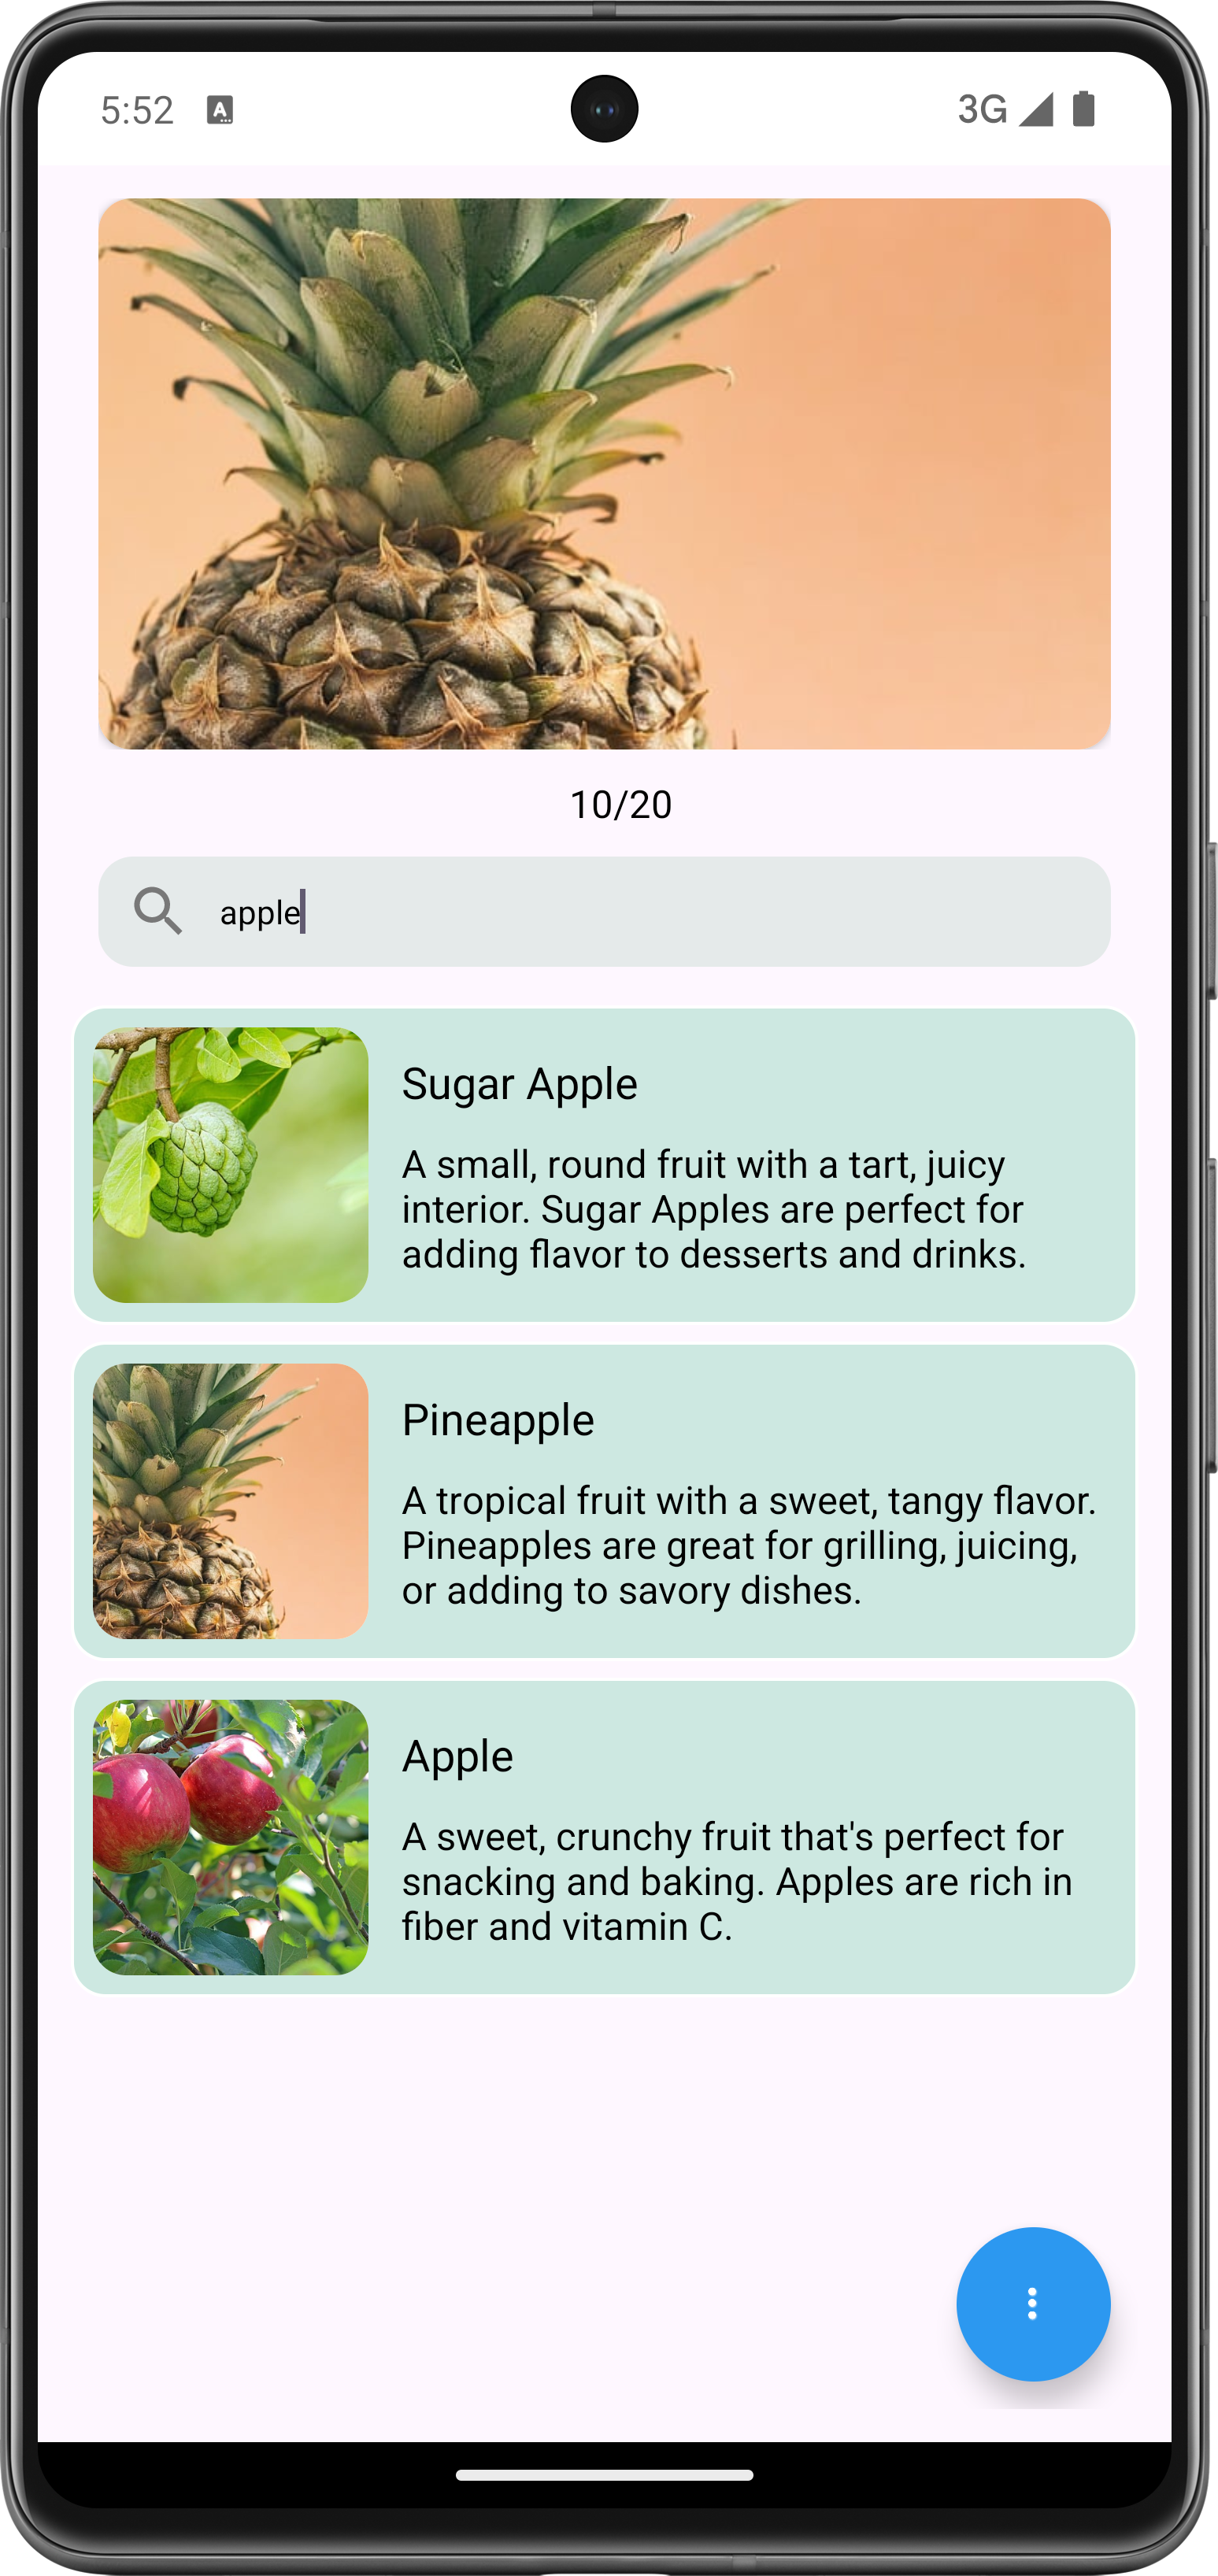 5:52
A
3G
10/20
apple
Sugar Apple
A small, round fruit with a tart, juicy
interior. Sugar Apples are perfect for
adding flavor to desserts and drinks.
Pineapple
A tropical fruit with a sweet, tangy flavor.
Pineapples are great for grilling, juicing,
or adding to savory dishes.
Apple
A sweet, crunchy fruit that's perfect for
snacking and baking. Apples are rich in
fiber and vitamin C.